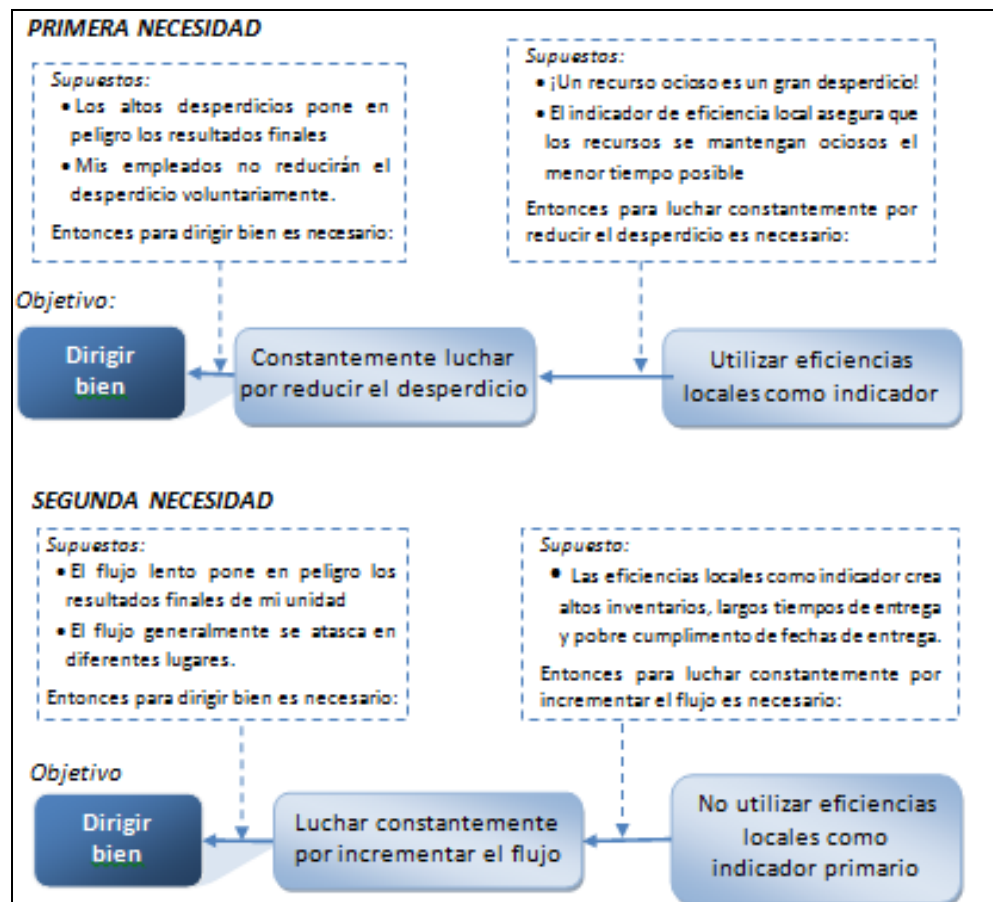 PRIMERA NECESIDAD
Supuestos:
• Los altos desperdicios pone en
peligro los resultados finales
• Mis empleados no reducirán el
desperdicio voluntariamente.
Entonces para dirigir bien es necesario:
Supuestos:
• ¡Un recurso ocioso es un gran desperdicio!
• El indicador de eficiencia local asegura que
los recursos se mantengan ociosos el
menor tiempo posible
Entonces para luchar constantemente por
reducir el desperdicio es necesario:
Objetivo:
Dirigir
bien
Constantemente luchar
por reducir el desperdicio
Utilizar eficiencias
locales como indicador
SEGUNDA NECESIDAD
Supuestos:
• El flujo lento pone en peligro los
resultados finales de mi unidad
• El flujo generalmente se atasca en
diferentes lugares.
Entonces para dirigir bien es necesario:
Supuesto:
• Las eficiencias locales como indicador crea
altos inventarios, largos tiempos de entrega
y pobre cumplimento de fechas de entrega.
Entonces para luchar constantemente por
incrementar el flujo es necesario:
Objetivo
Dirigir
bien
Luchar constantemente
por incrementar el flujo
No utilizar eficiencias
locales como
indicador primario